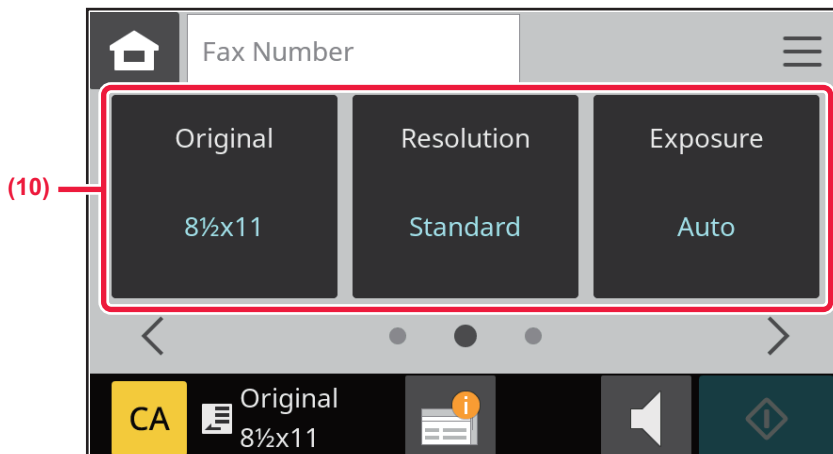 Fax Number
Original Resolution Exposure
(10)
8½x11 Standard Auto
CA
Original
8½x11
i